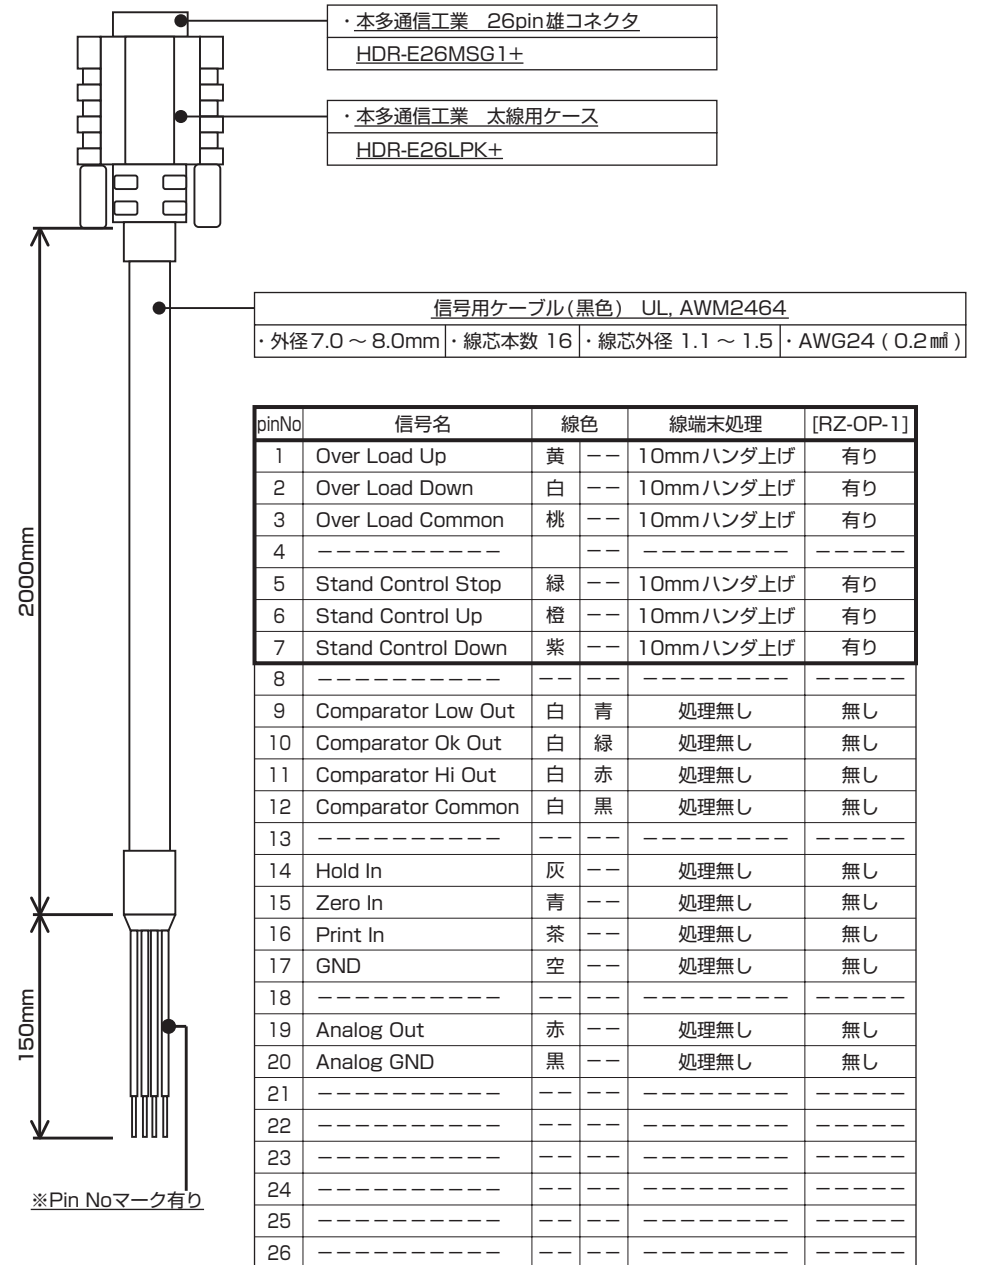 ・本多通信工業　26pin雄コネクタ
HDR-E26MSG1+
・本多通信工業　太線用ケース
HDR-E26LPK+
信号用ケーブル(黒色)　UL, AWM2464
・外径7.0～8.0mm ・線芯本数 16 ・線芯外径 1.1～1.5 ・AWG24 ( 0.2㎟ )
2000mm
150mm
※Pin Noマーク有り
pinNo 信号名 線色 線端末処理 [RZ-OP-1]
1 Over Load Up 黄 −− 10mmハンダ上げ 有り
2 Over Load Down 白 −− 10mmハンダ上げ 有り
3 Over Load Common 桃 −− 10mmハンダ上げ 有り
4 −−−−−−−−−− −− −−−−−−−− −−−−−
5 Stand Control Stop 緑 −− 10mmハンダ上げ 有り
6 Stand Control Up 橙 −− 10mmハンダ上げ 有り
7 Stand Control Down 紫 −− 10mmハンダ上げ 有り
8 −−−−−−−−−− −− −− −−−−−−−− −−−−−
9 Comparator Low Out 白 青 処理無し 無し
10 Comparator Ok Out 白 緑 処理無し 無し
11 Comparator Hi Out 白 赤 処理無し 無し
12 Comparator Common 白 黒 処理無し 無し
13 −−−−−−−−−− −− −− −−−−−−−− −−−−−
14 Hold In 灰 −− 処理無し 無し
15 Zero In 青 −− 処理無し 無し
16 Print In 茶 −− 処理無し 無し
17 GND 空 −− 処理無し 無し
18 −−−−−−−−−− −− −− −−−−−−−− −−−−−
19 Analog Out 赤 −− 処理無し 無し
20 Analog GND 黒 −− 処理無し 無し
21 −−−−−−−−−− −− −− −−−−−−−− −−−−−
22 −−−−−−−−−− −− −− −−−−−−−− −−−−−
23 −−−−−−−−−− −− −− −−−−−−−− −−−−−
24 −−−−−−−−−− −− −− −−−−−−−− −−−−−
25 −−−−−−−−−− −− −− −−−−−−−− −−−−−
26 −−−−−−−−−− −− −− −−−−−−−− −−−−−